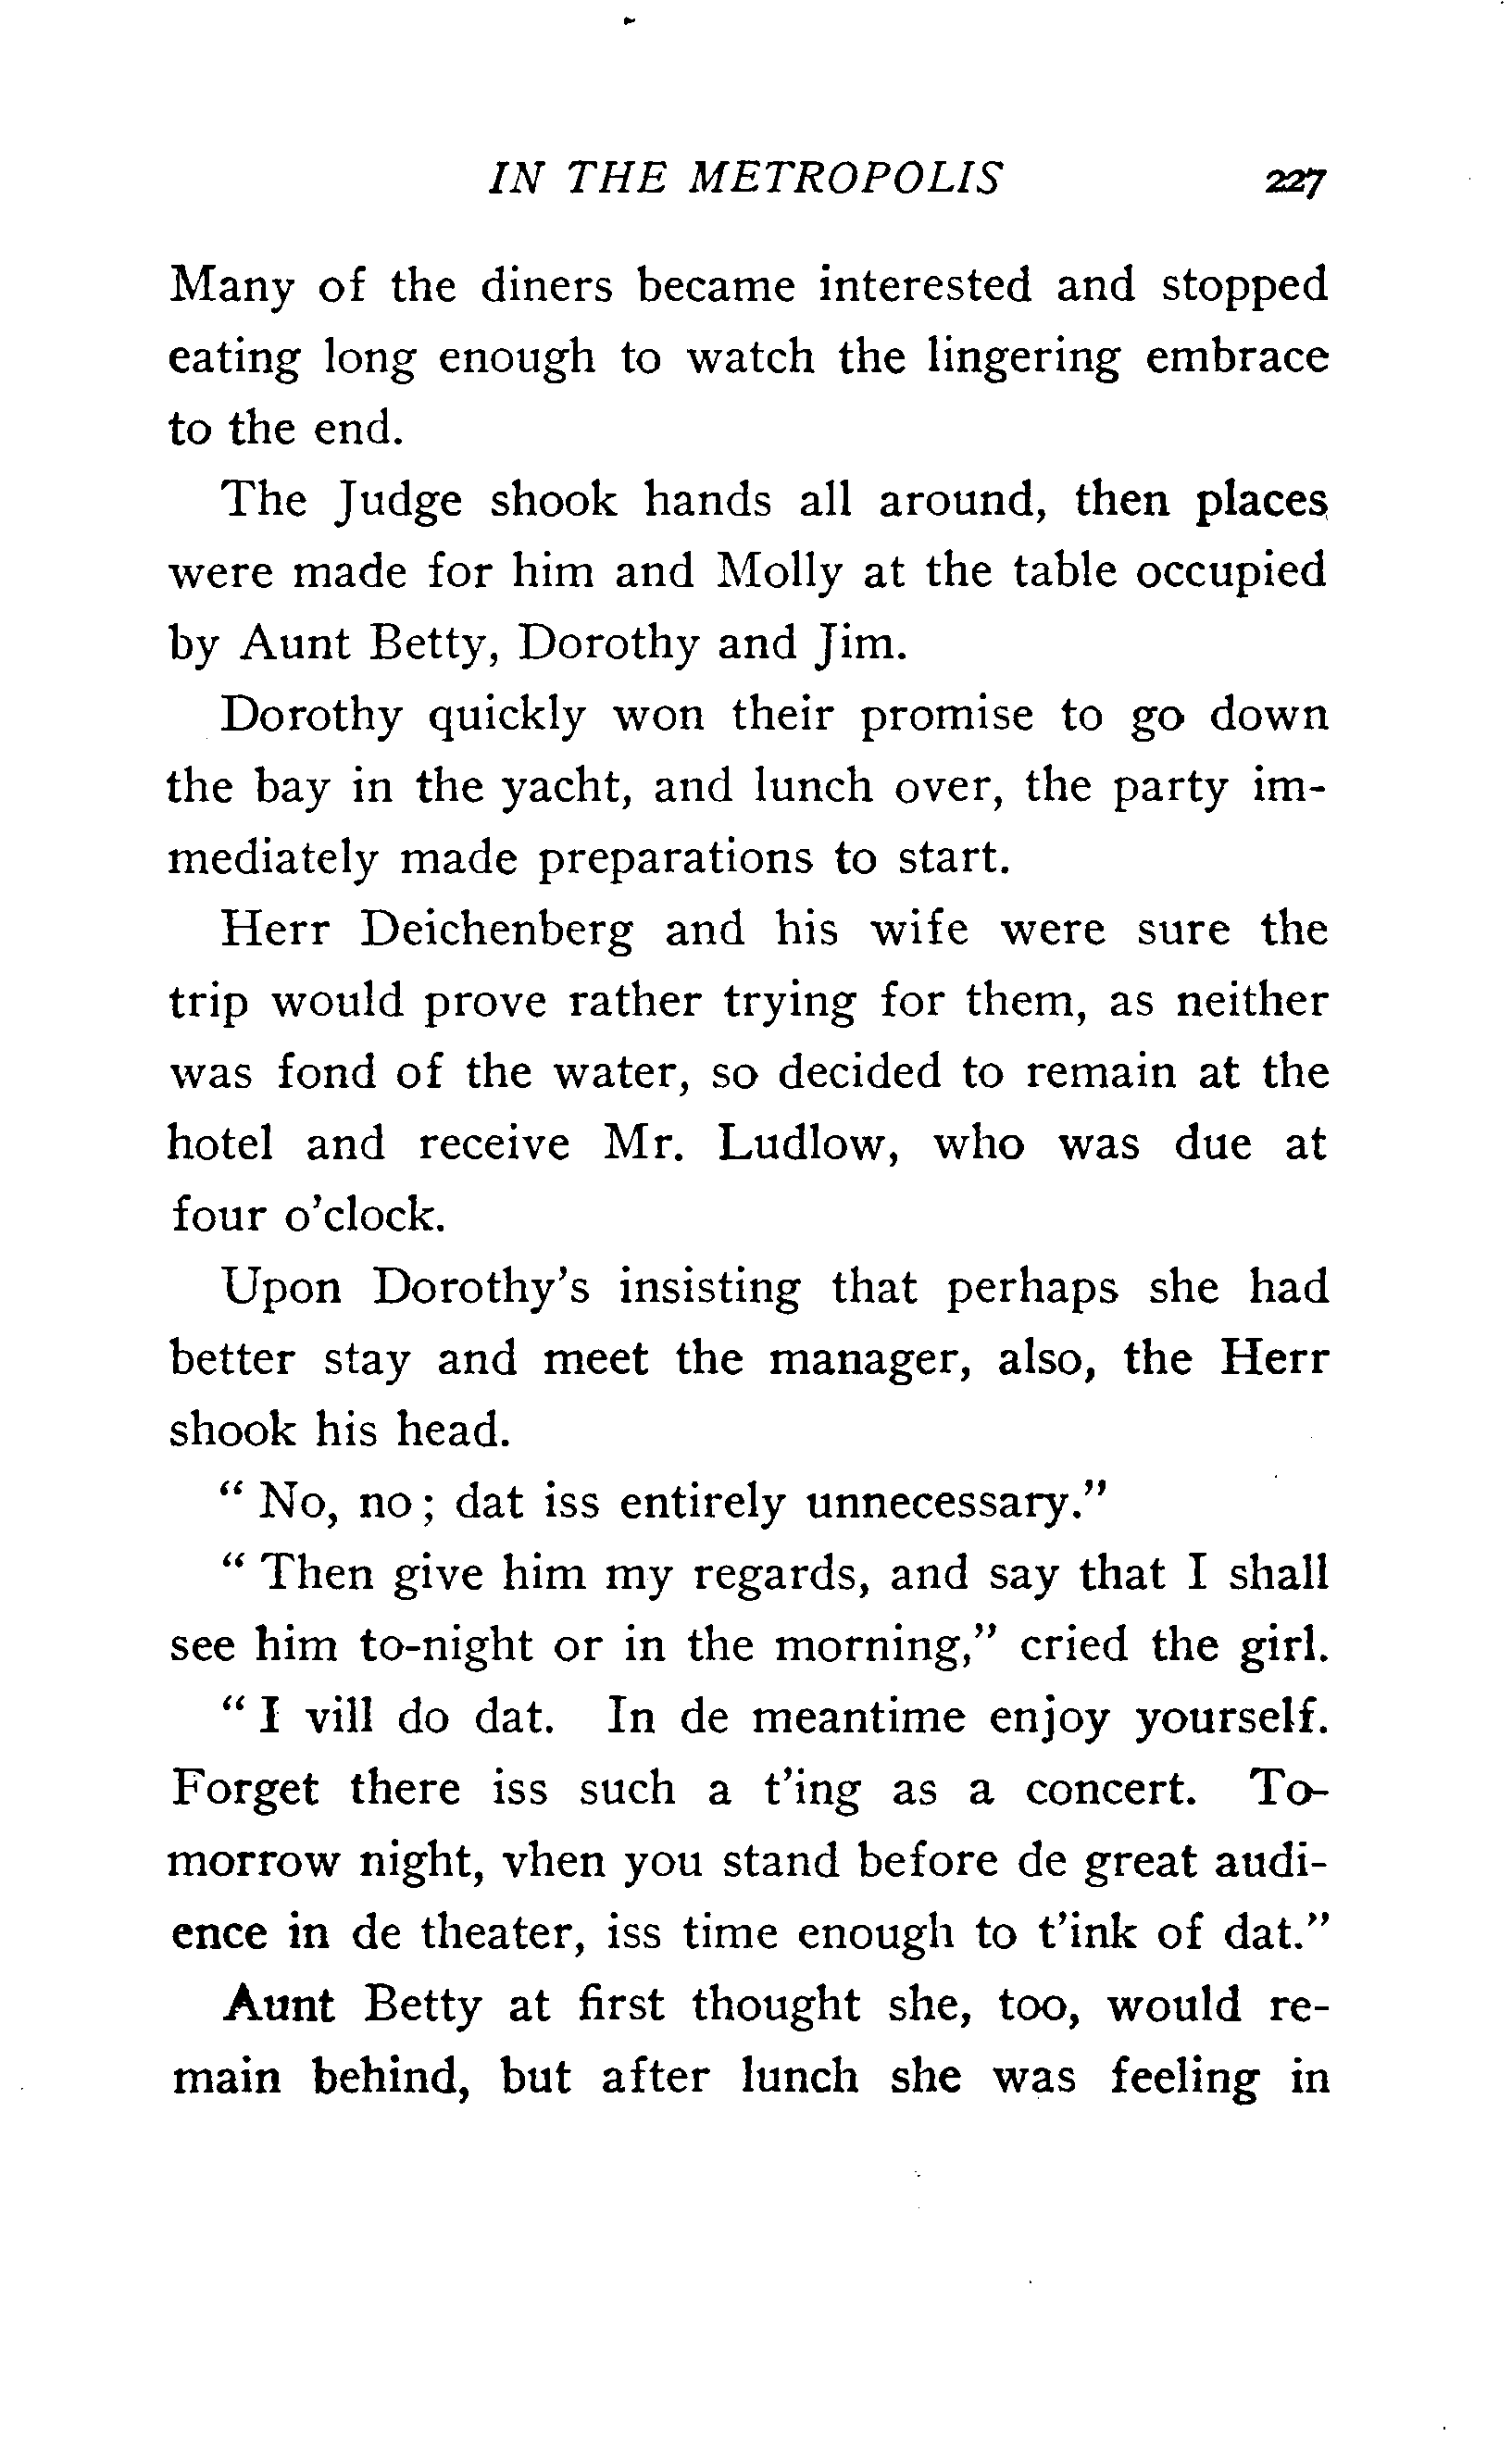 IN THE METROPOLIS 227
Many of the diners became interested and stopped
eating long enough to watch the lingering embrace
to the end.
The Judge shook hands all around, then places
were made for him and Molly at the table occupied
by Aunt Betty, Dorothy and Jim.
Dorothy quickly won their promise to go down
the bay in the yacht, and lunch over, the party im-
mediately made preparations to start.
Herr Deichenberg and his wife were sure the
trip would prove rather trying for them, as neither
was fond of the water, so decided to remain at the
hotel and receive Mr. Ludlow, who was due at
four o'clock.
Upon Dorothy's insisting that perhaps she had
better stay and meet the manager, also, the Herr
shook his head.
" No, no ; dat iss entirely unnecessary."
" Then give him my regards, and say that I shall
see him to-night or in the morning," cried the girl.
" I vill do dat. In de meantime enjoy yourself.
Forget there iss such a t'ing as a concert. To-
morrow night, vhen you stand before de great audi-
ence in de theater, iss time enough to t'ink of dat."
Aunt Betty at first thought she, too, would re-
main behind, but after lunch she was feeling in